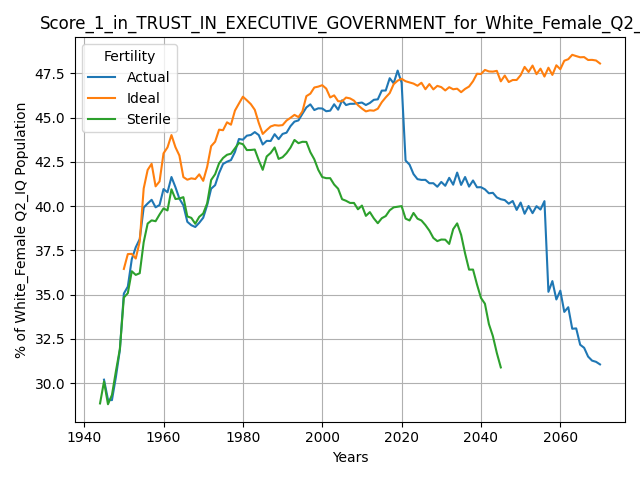 Score_1_in_TRUST_IN_EXECUTIVE_GOVERNMENT_for_White_Female_Q2_
Fertility
Actual
Ideal
Sterile
% of White_Female Q2_IQ Population
47.5
45.0
42.5
40.0
37.5
35.0
32.5
30.0
1940 1960 1980 2000 2020 2040 2060
Years